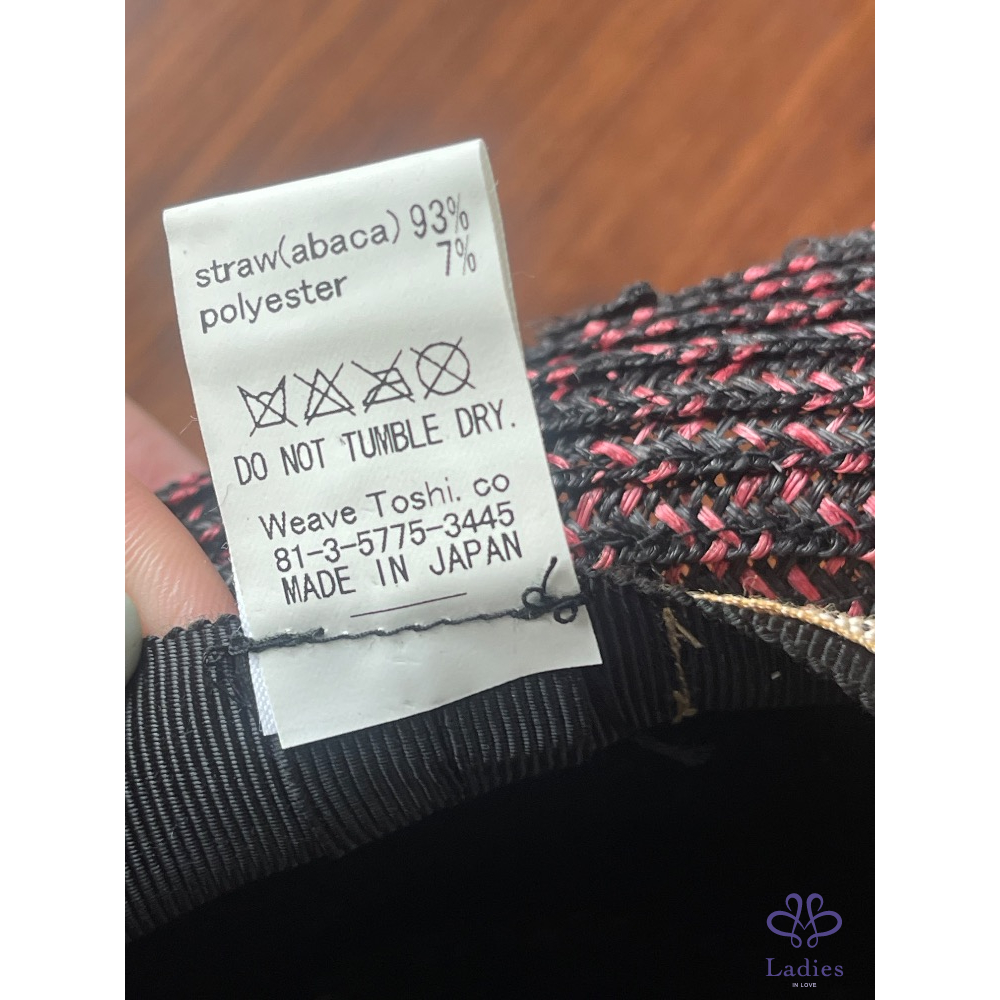 straw(abaca) 93%
polyester 7%
DO NOT TUMBLE DRY.
Weave Toshi. co
81-3-5775-3445
MADE IN JAPAN
Ladies
IN LOVE